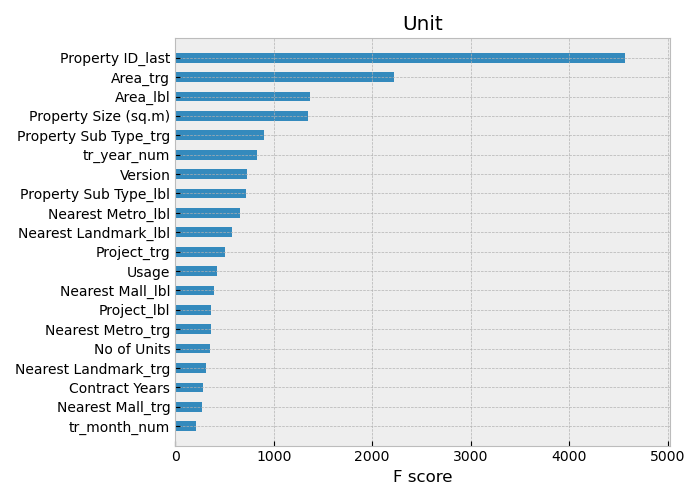 Unit
Property ID_last
Area_trg
Area_lbl
Property Size (sq.m)
Property Sub Type_trg
tr_year_num
Version
Property Sub Type_lbl
Nearest Metro_lbl
Nearest Landmark_lbl
Project_trg
Usage
Nearest Mall_lbl
Project_lbl
Nearest Metro_trg
No of Units
Nearest Landmark_trg
Contract Years
Nearest Mall_trg
tr_month_num
0 1000 2000 3000 4000 5000
F score